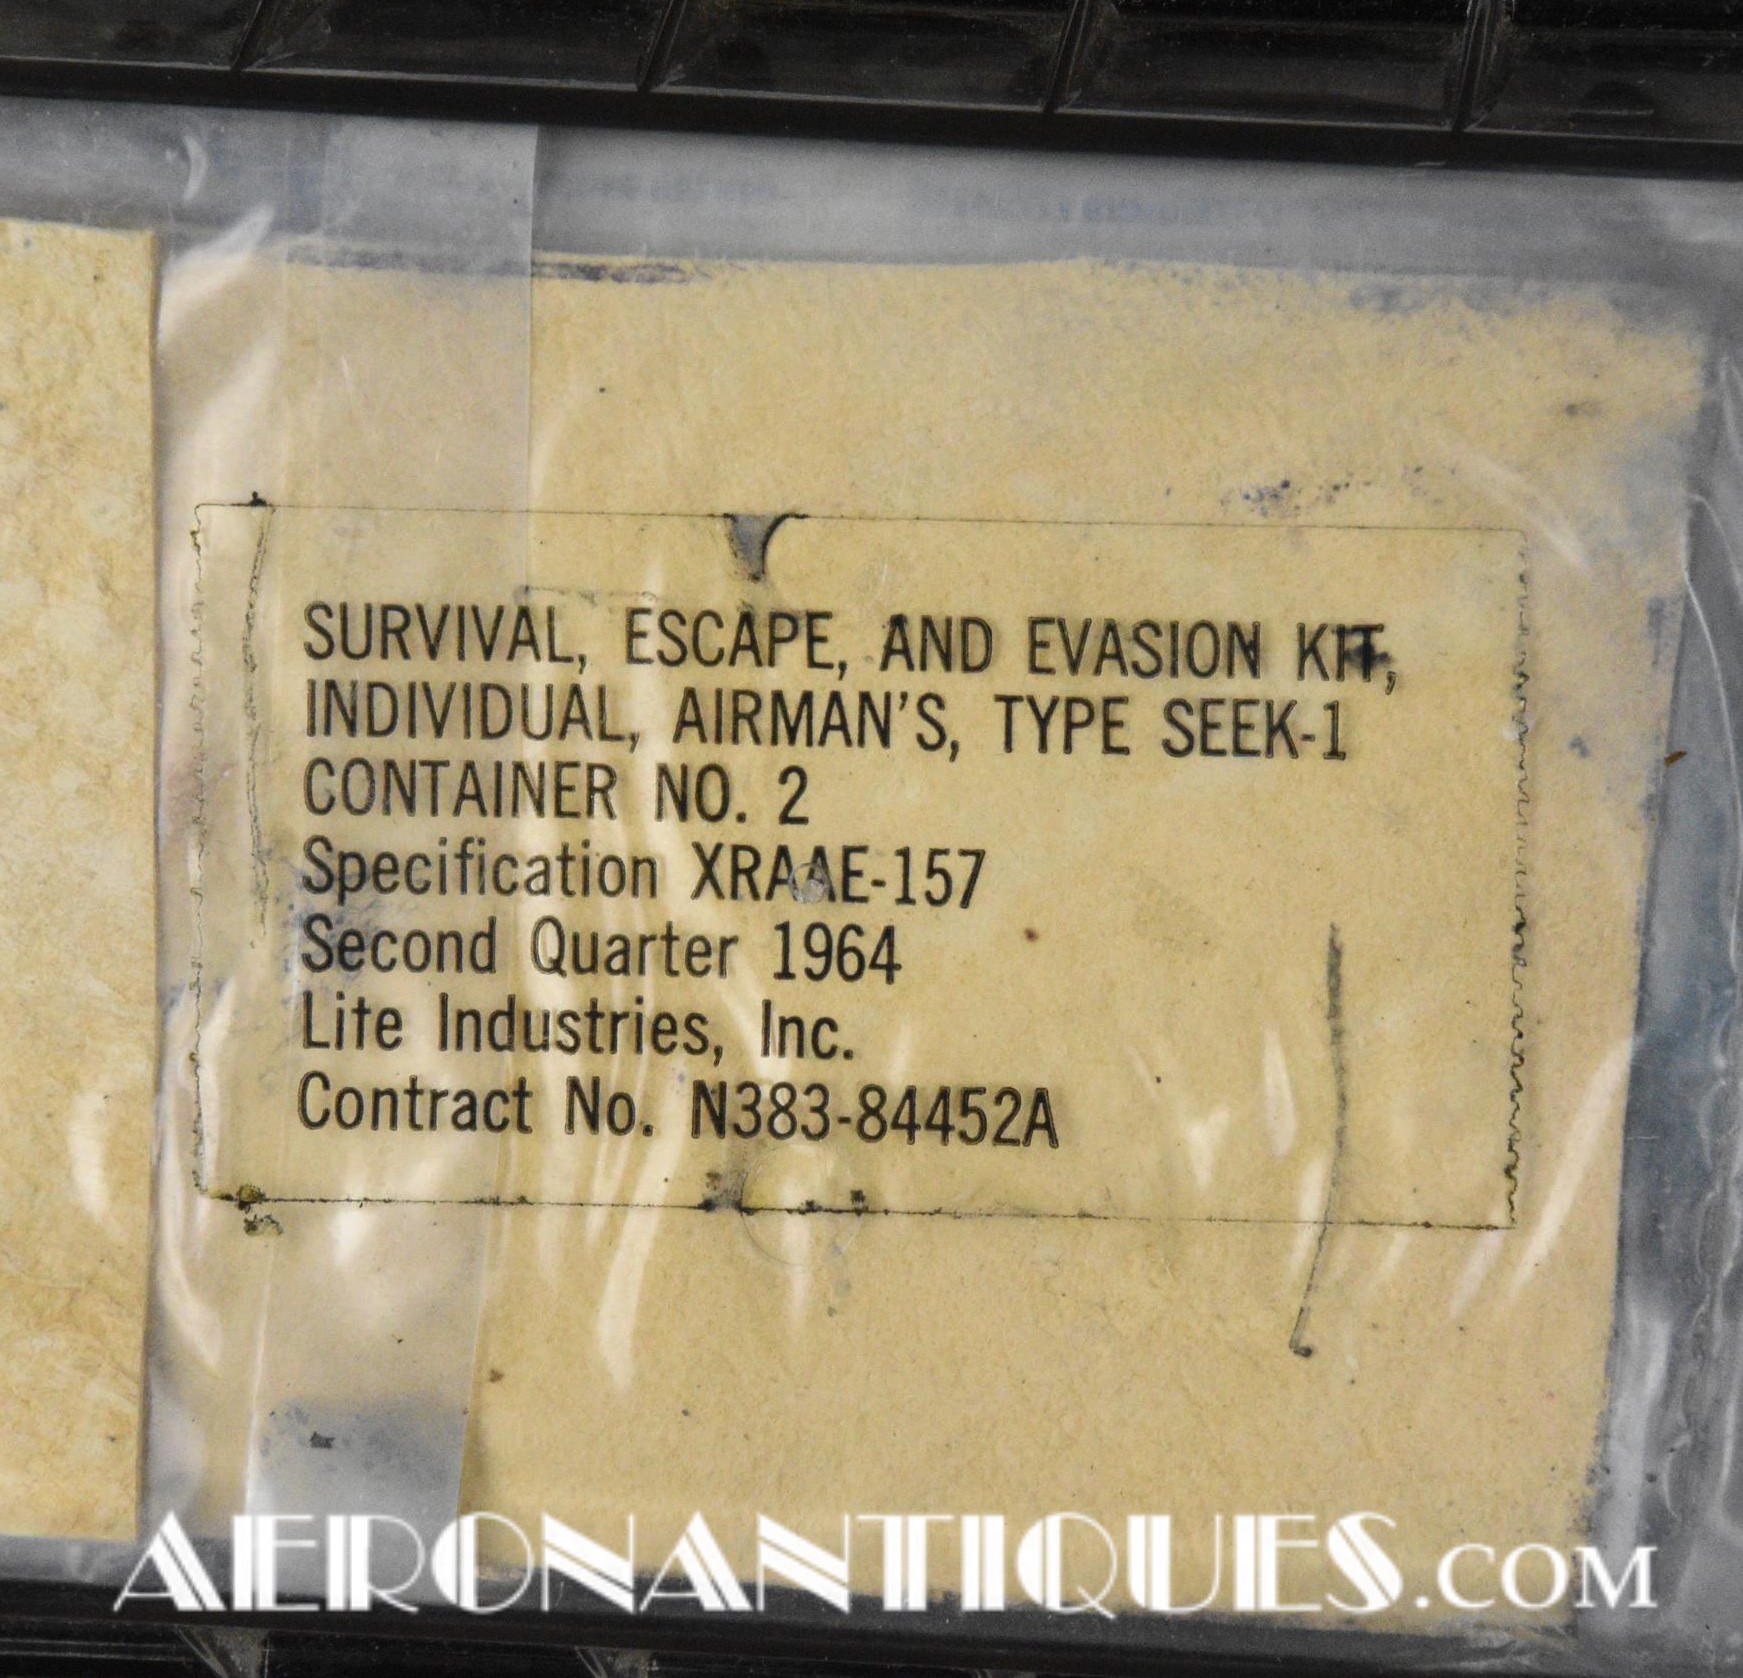 SURVIVAL, ESCAPE, AND EVASION KIT,
INDIVIDUAL, AIRMAN'S, TYPE SEEK-1
CONTAINER NO. 2
Specification XRAAE-157
Second Quarter 1964
Lite Industries, Inc.
Contract No. N383-84452A
AERONANTIQUES.COM